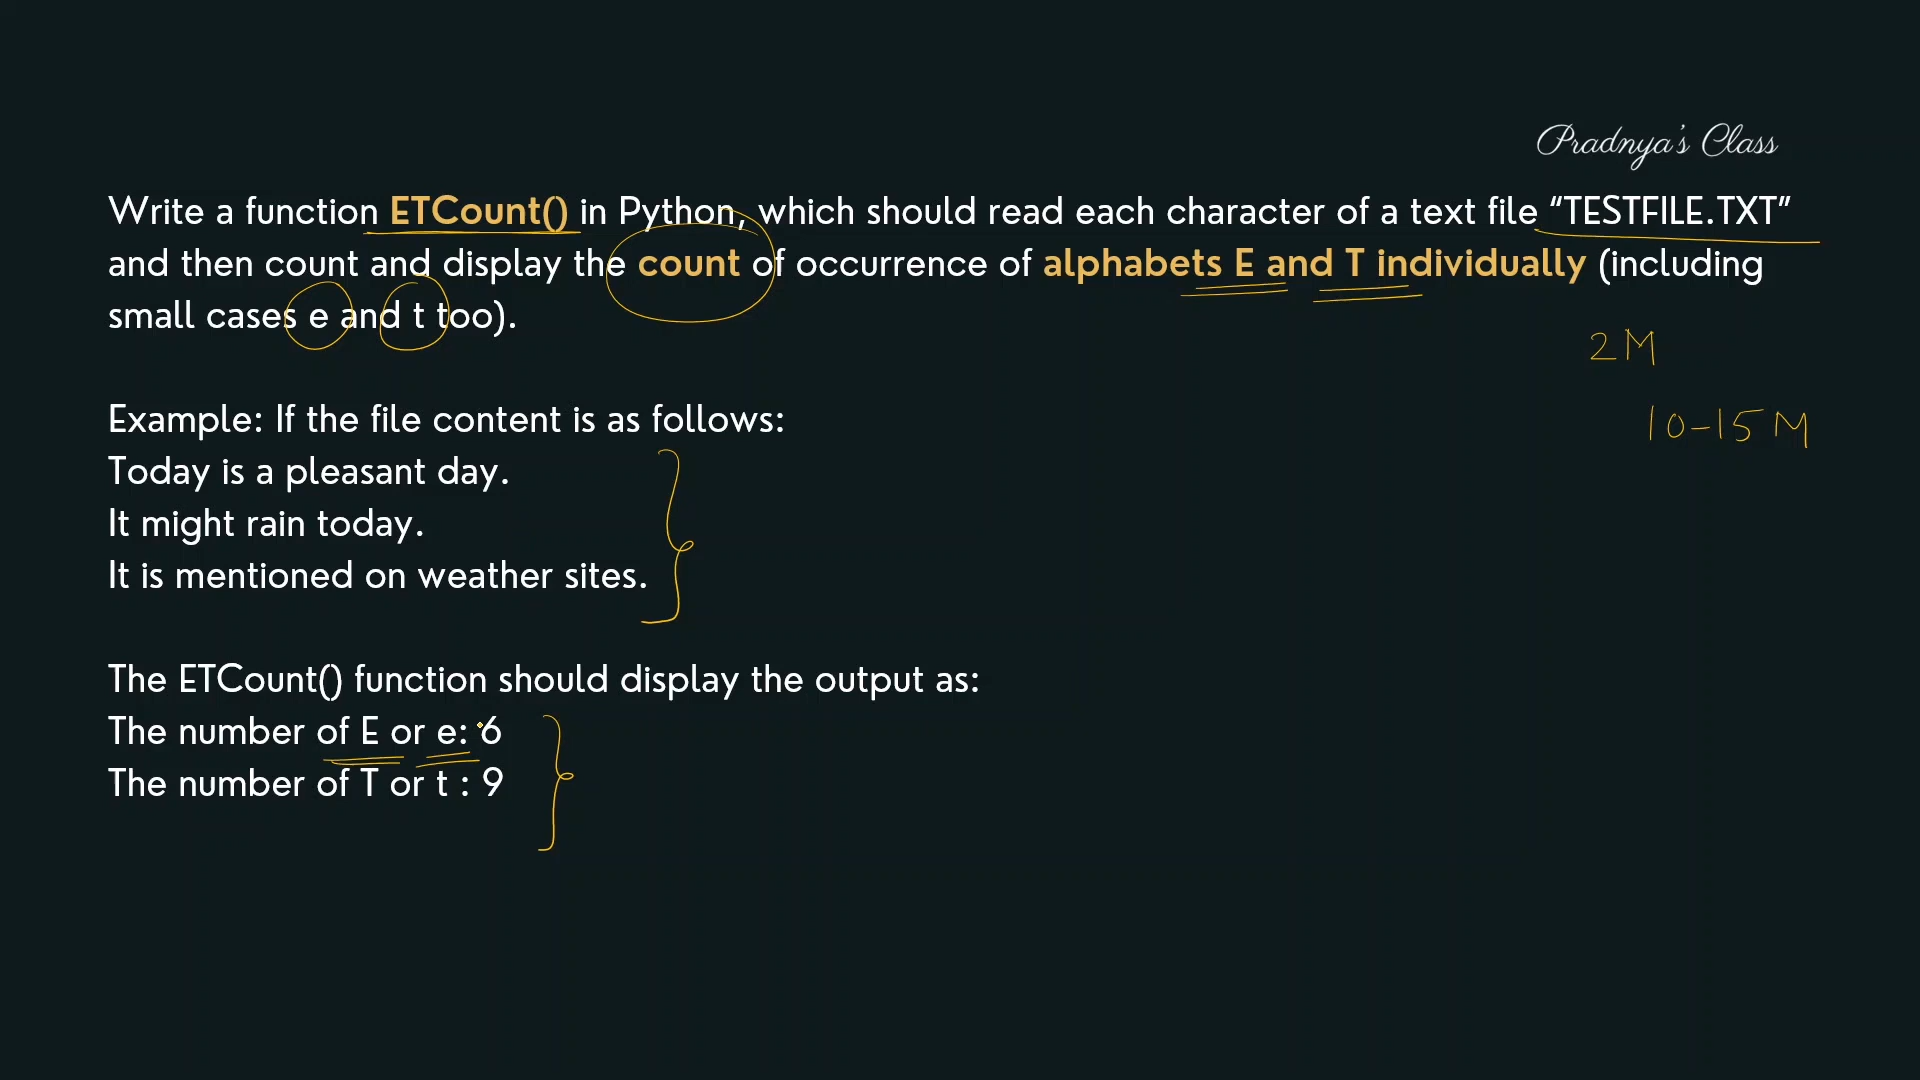 Pradnya's Class
Write a function ETCount() in Python, which should read each character of a text file “TESTFILE.TXT”
and then count and display the count of occurrence of alphabets E and T individually (including
small cases e and t too).
2M
10-15 M
Example: If the file content is as follows:
Today is a pleasant day.
It might rain today.
It is mentioned on weather sites.
The ETCount() function should display the output as:
The number of E or e: 6
The number of T or t : 9